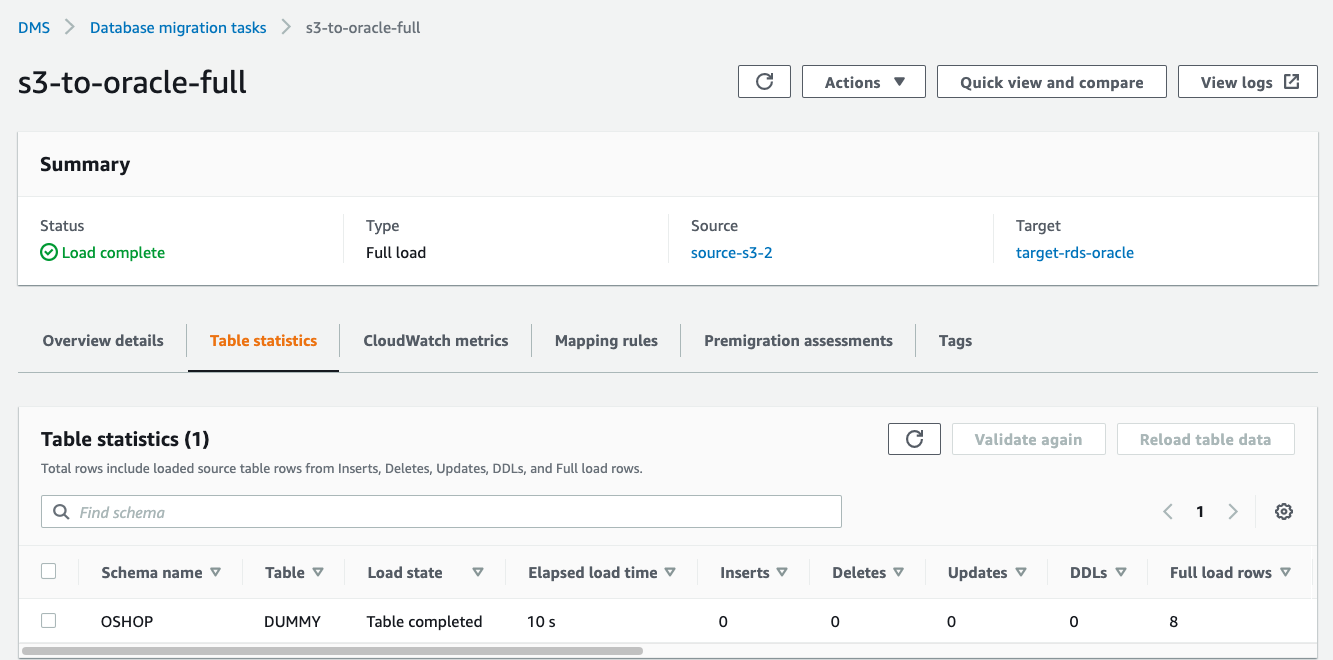 DMS Database migration tasks s3-to-oracle-full
s3-to-oracle-full
Actions Quick view and compare View logs
Summary
Status Type Source Target
Load complete Full load source-s3-2 target-rds-oracle
Overview details Table statistics CloudWatch metrics Mapping rules Premigration assessments Tags
Table statistics (1)
Validate again Reload table data
Total rows include loaded source table rows from Inserts, Deletes, Updates, DDLs, and Full load rows.
Find schema 1
Schema name Table Load state Elapsed load time Inserts Deletes Updates DDLs Full load rows
OSHOP DUMMY Table completed 10 s 0 0 0 0 8